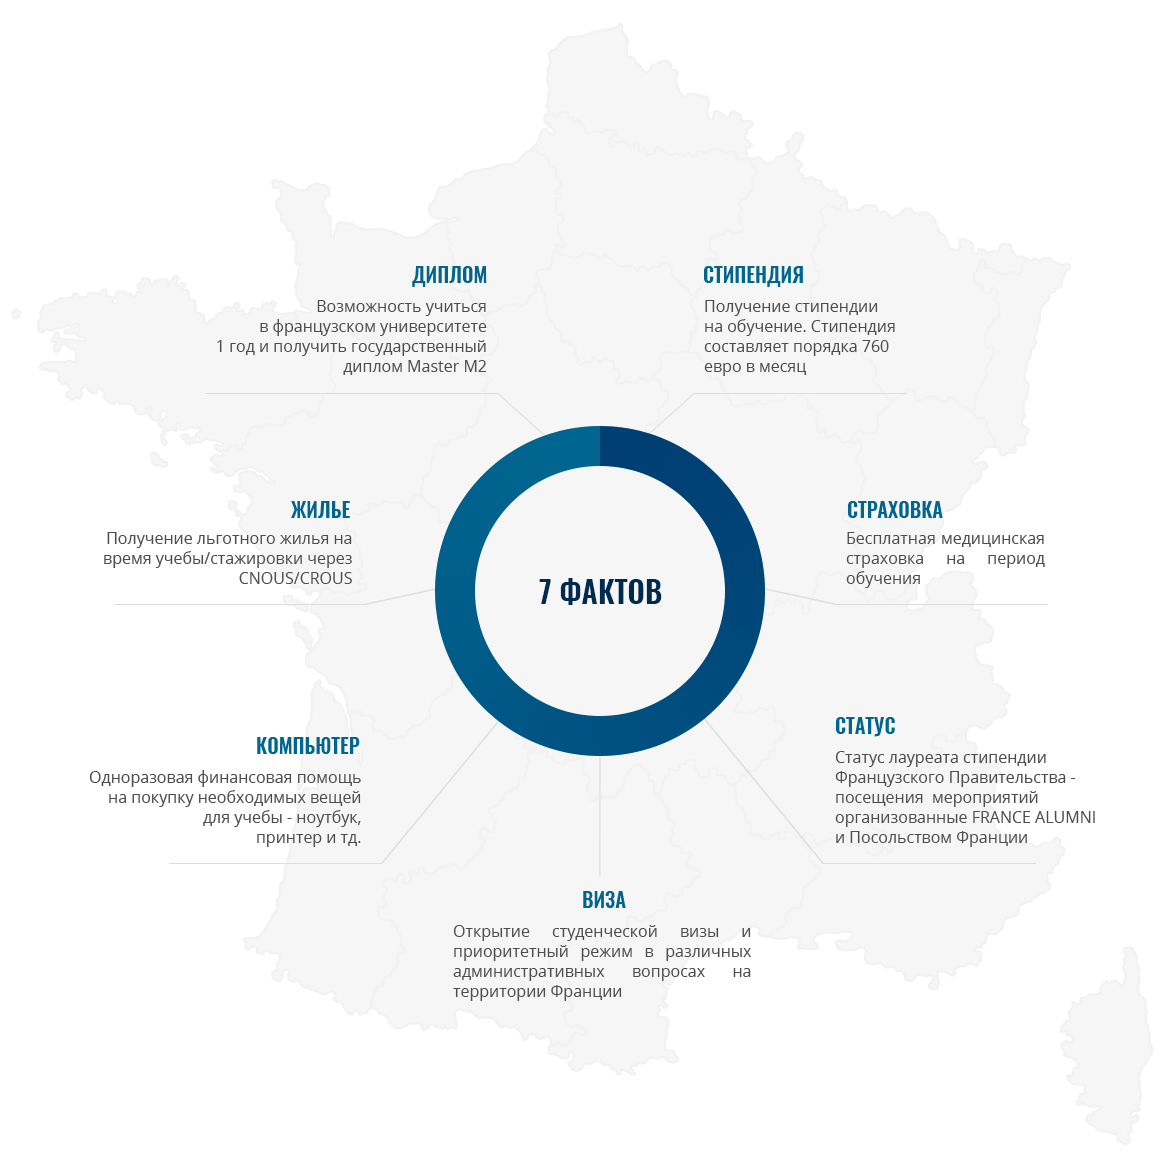 ДИПЛОМ
Возможность учиться
в французском университете
1 год и получить государственный
диплом Master M2
СТИПЕНДИЯ
Получение стипендии
на обучение. Стипендия
составляет порядка 760
евро в месяц
ЖИЛЬЕ
Получение льготного жилья на
время учебы/стажировки через
CNOUS/CROUS
7 ФАКТОВ
СТРАХОВКА
Бесплатная медицинская
страховка на период
обучения
КОМПЬЮТЕР
Одноразовая финансовая помощь
на покупку необходимых вещей
для учебы - ноутбук,
принтер и тд.
СТАТУС
Статус лауреата стипендии
Французского Правительства -
посещения мероприятий
организованные FRANCE ALUMNI
и Посольством Франции
ВИЗА
Открытие студенческой визы и
приоритетный режим в различных
административных вопросах на
территории Франции